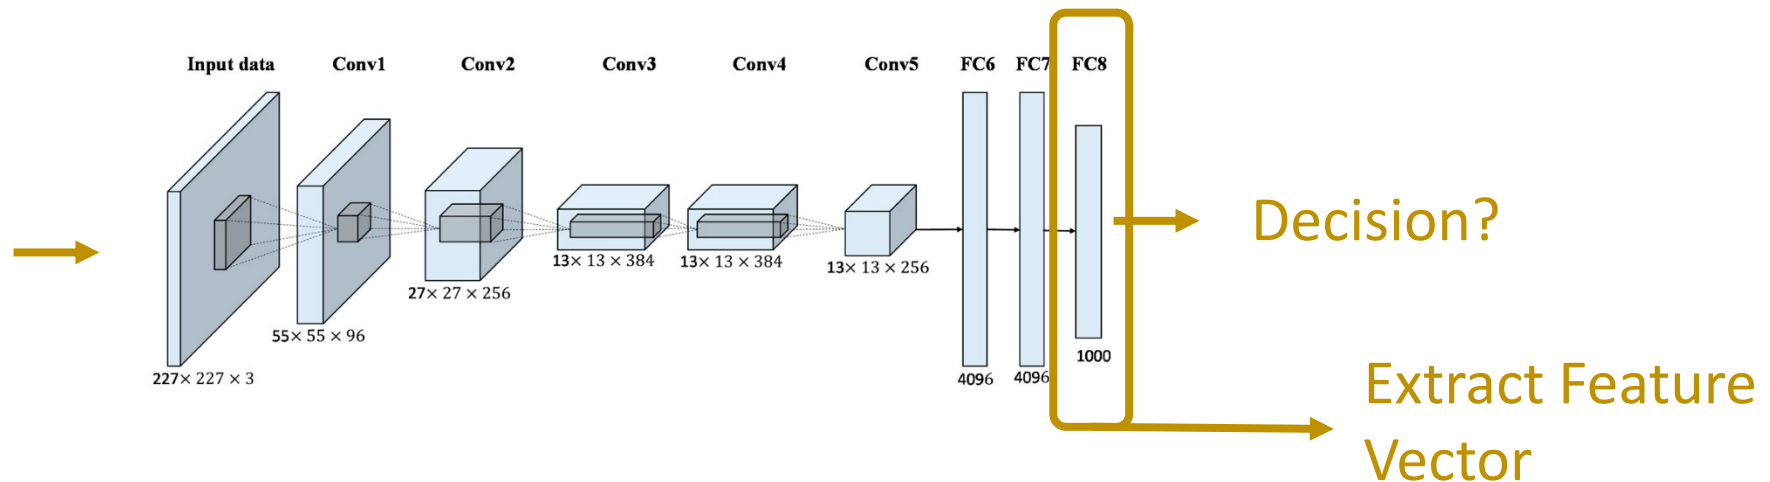 Input data Conv1 Conv2 Conv3 Conv4 Conv5 FC6 FC7 FC8
227× 227 × 3
55× 55 × 96
27× 27 × 256
13× 13 × 384
13× 13 × 384
13× 13 × 256
4096
4096
1000
Decision?
Extract Feature
Vector